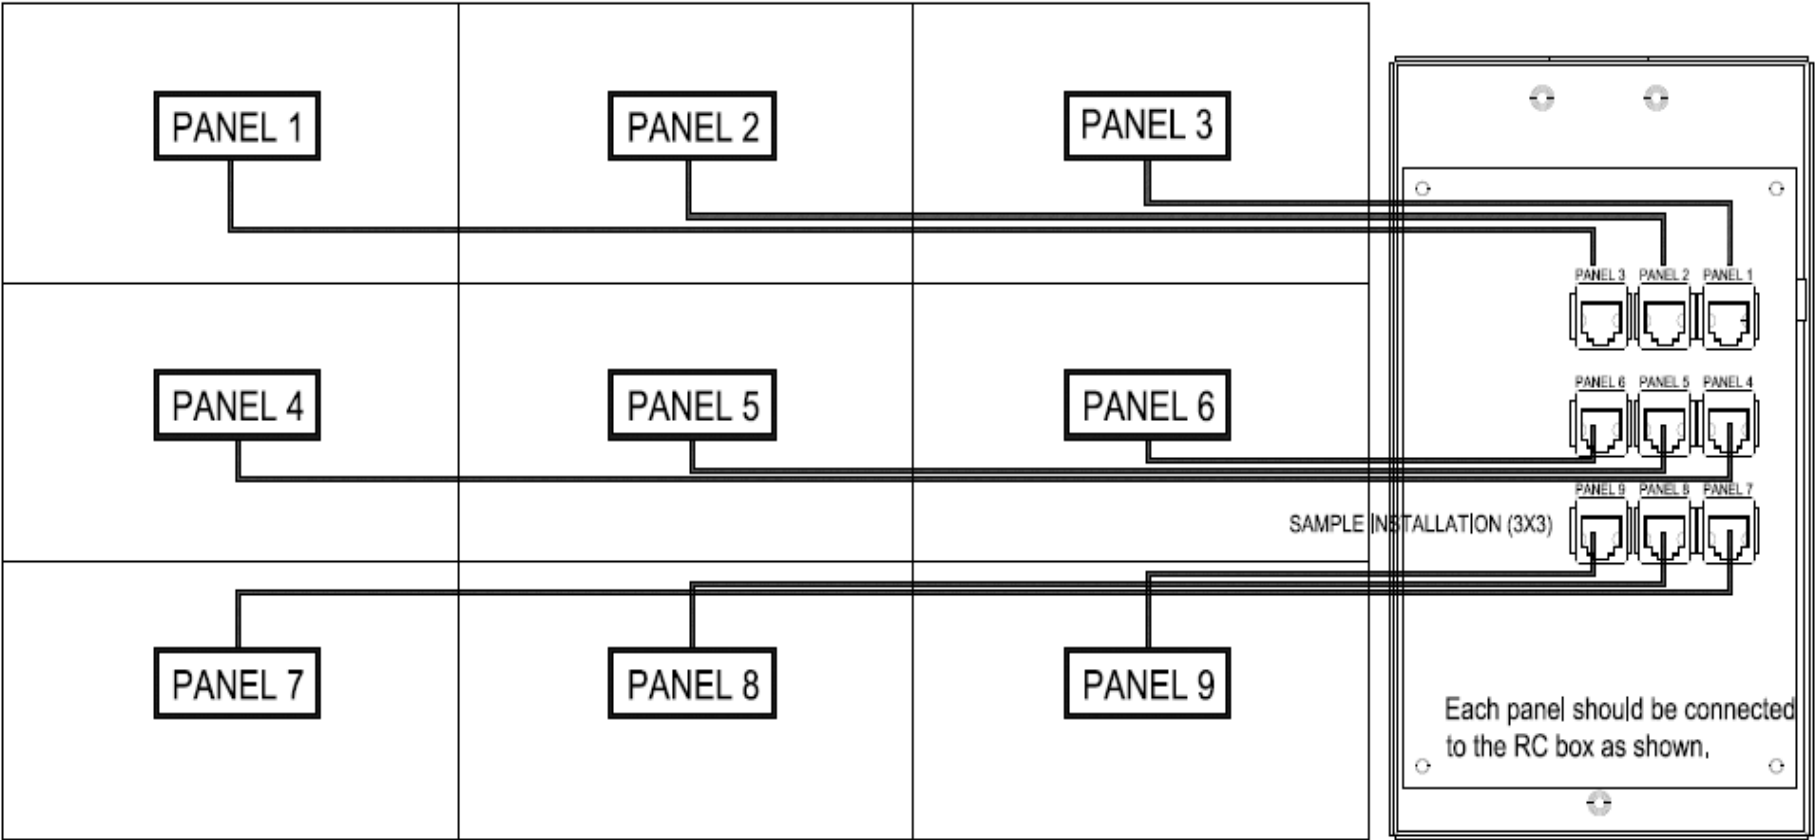 PANEL 1
PANEL 2
PANEL 3
PANEL 3
PANEL 2
PANEL 1
PANEL 4
PANEL 5
PANEL 6
PANEL 6
PANEL 5
PANEL 4
PANEL 9
PANEL 8
PANEL 7
SAMPLE INSTALLATION (3X3)
PANEL 7
PANEL 8
PANEL 9
Each panel should be connected
to the RC box as shown.